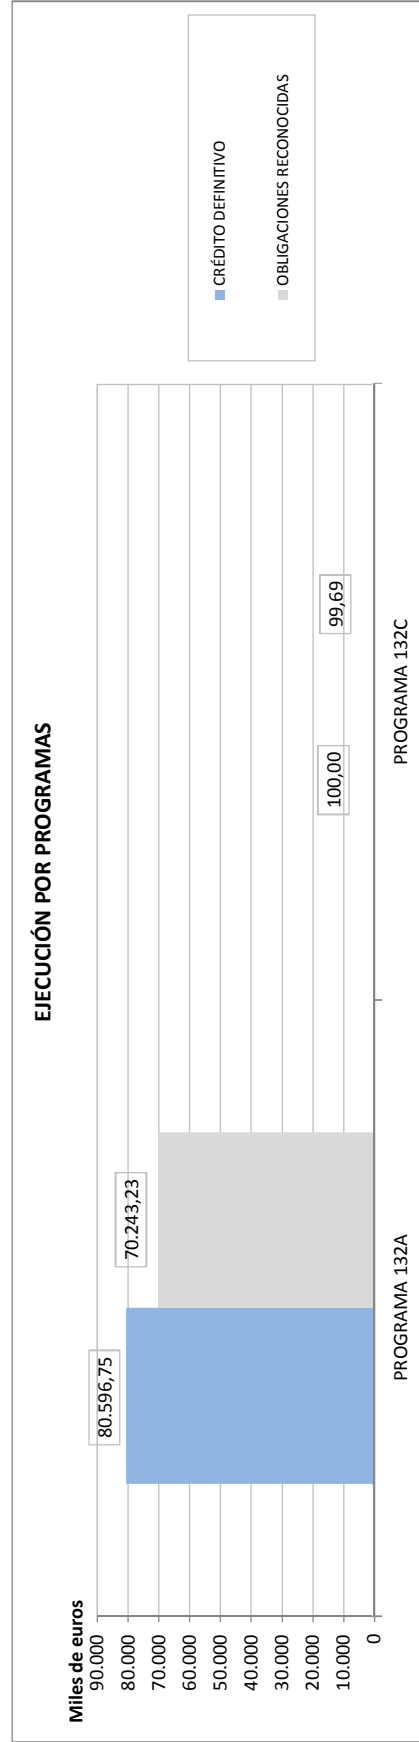 EJECUCIÓN POR PROGRAMAS
Miles de euros
90.000
80.000
70.000
60.000
50.000
40.000
30.000
20.000
10.000
0
80.596,75
70.243,23
100,00
99,69
PROGRAMA 132A
PROGRAMA 132C
CRÉDITO DEFINITIVO
OBLIGACIONES RECONOCIDAS